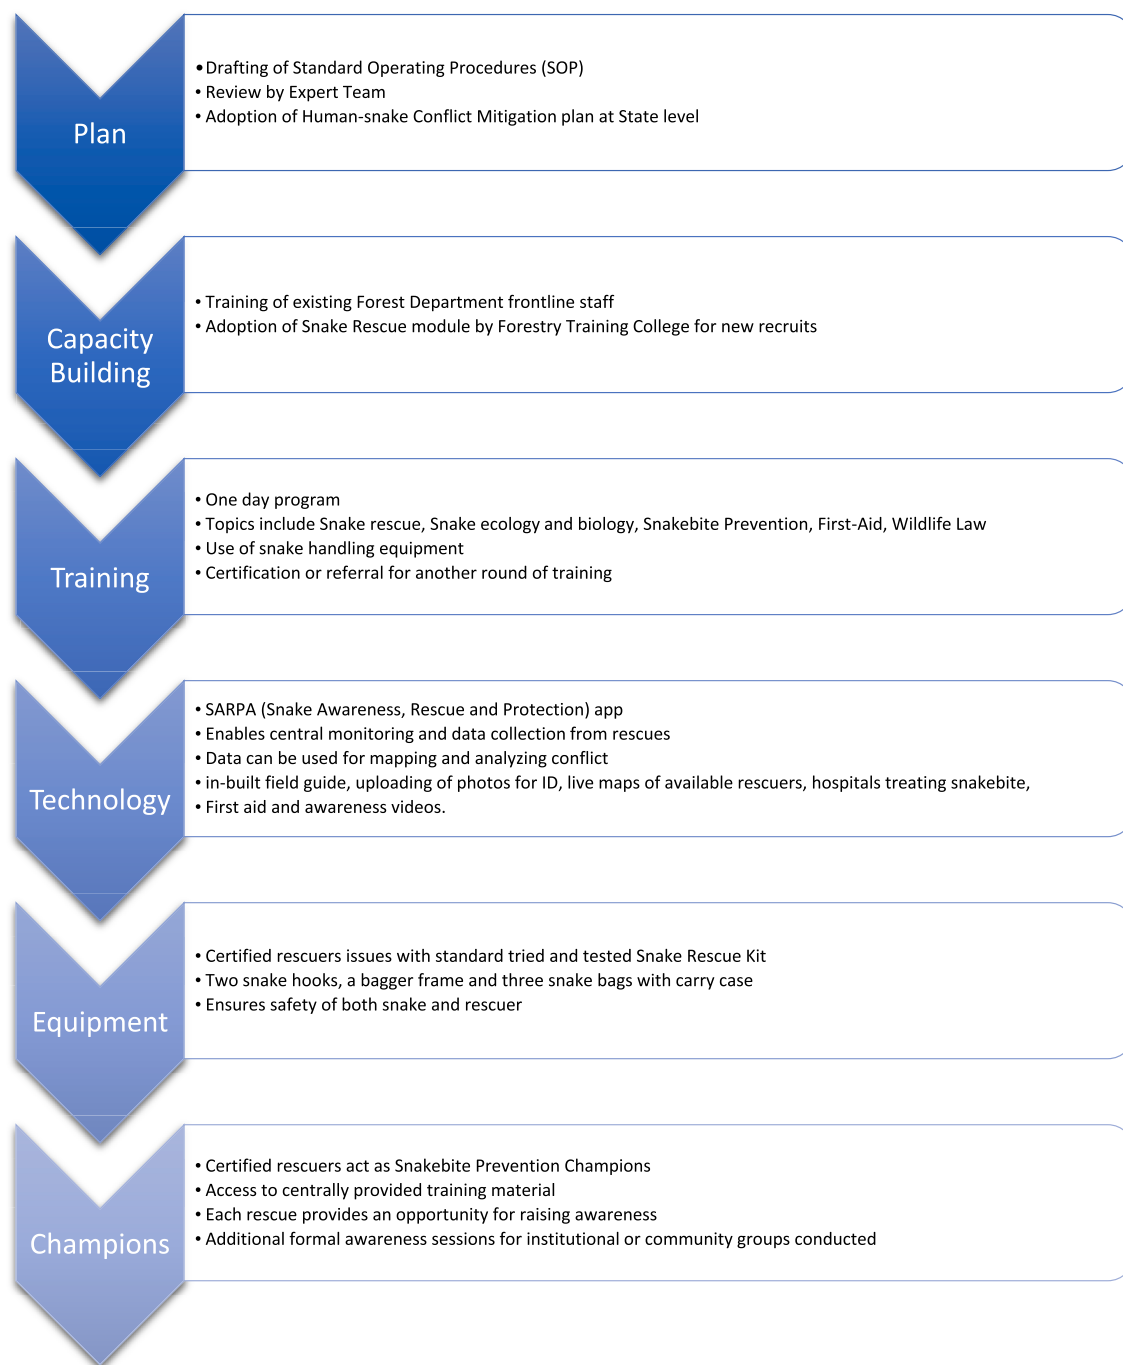 Plan
•Drafting of Standard Operating Procedures (SOP)
• Review by Expert Team
• Adoption of Human-snake Conflict Mitigation plan at State level
Capacity
Building
• Training of existing Forest Department frontline staff
• Adoption of Snake Rescue module by Forestry Training College for new recruits
Training
• One day program
• Topics include Snake rescue, Snake ecology and biology, Snakebite Prevention, First-Aid, Wildlife Law
• Use of snake handling equipment
• Certification or referral for another round of training
Technology
• SARPA (Snake Awareness, Rescue and Protection) app
• Enables central monitoring and data collection from rescues
• Data can be used for mapping and analyzing conflict
• in-built field guide, uploading of photos for ID, live maps of available rescuers, hospitals treating snakebite,
• First aid and awareness videos.
Equipment
• Certified rescuers issues with standard tried and tested Snake Rescue Kit
• Two snake hooks, a bagger frame and three snake bags with carry case
• Ensures safety of both snake and rescuer
Champions
• Certified rescuers act as Snakebite Prevention Champions
• Access to centrally provided training material
• Each rescue provides an opportunity for raising awareness
• Additional formal awareness sessions for institutional or community groups conducted